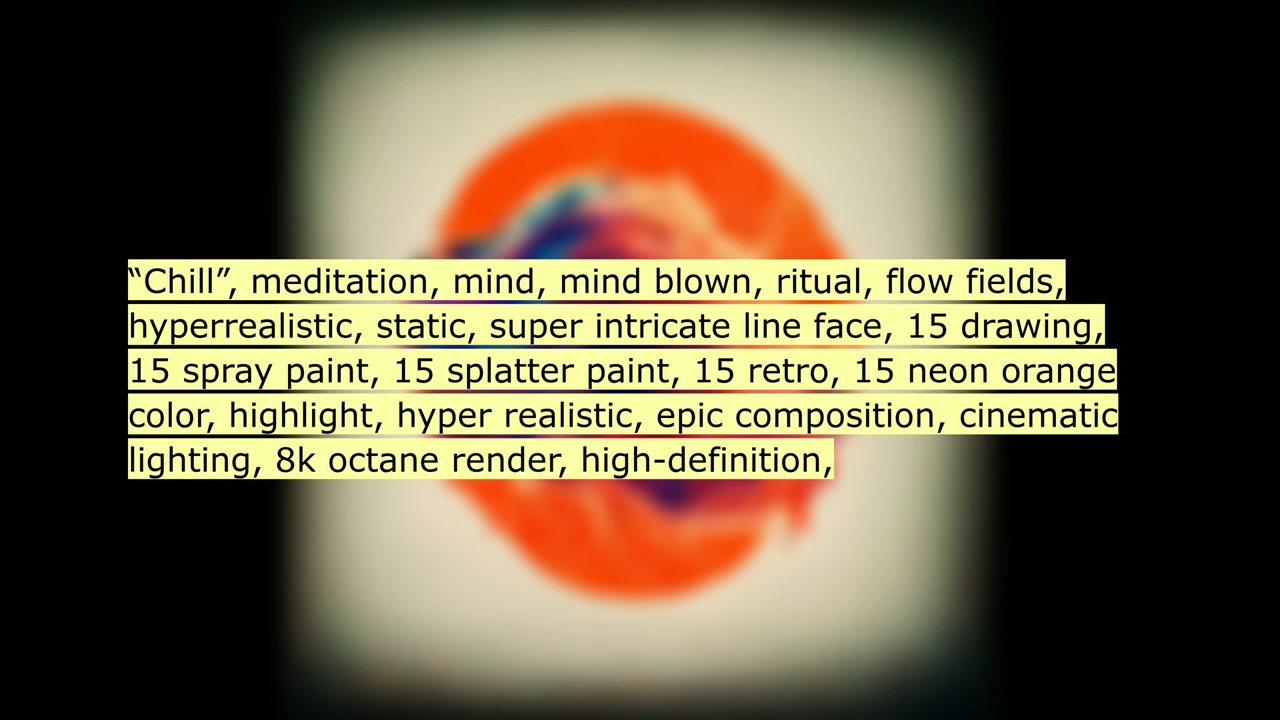 “Chill”, meditation, mind, mind blown, ritual, flow fields,
hyperrealistic, static, super intricate line face, 15 drawing,
15 spray paint, 15 splatter paint, 15 retro, 15 neon orange
color, highlight, hyper realistic, epic composition, cinematic
lighting, 8k octane render, high-definition,